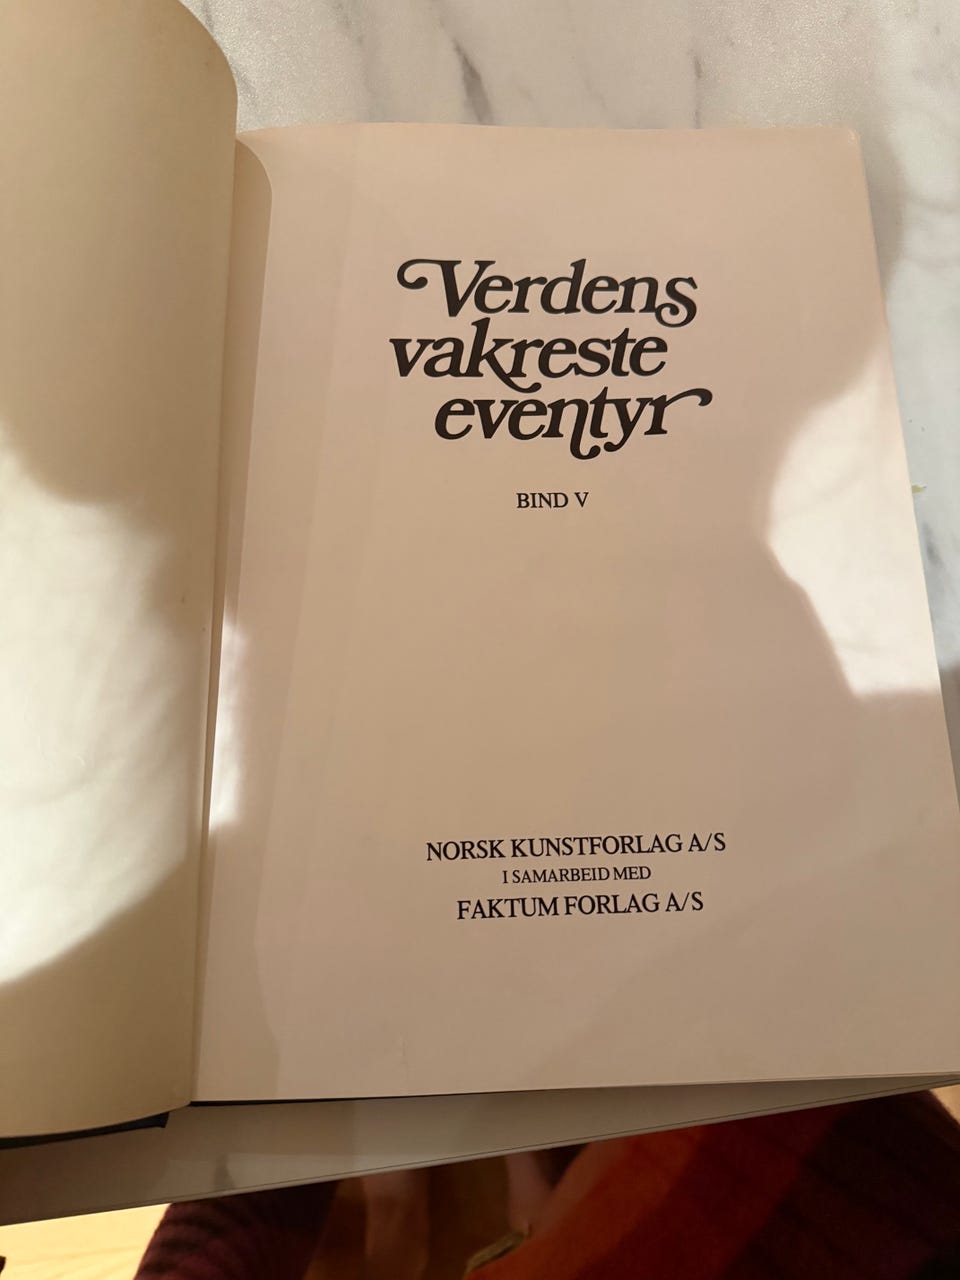 Verdens
vakreste
eventyr
BIND V
NORSK KUNSTFORLAG A/S
I SAMARBEID MED
FAKTUM FORLAG A/S